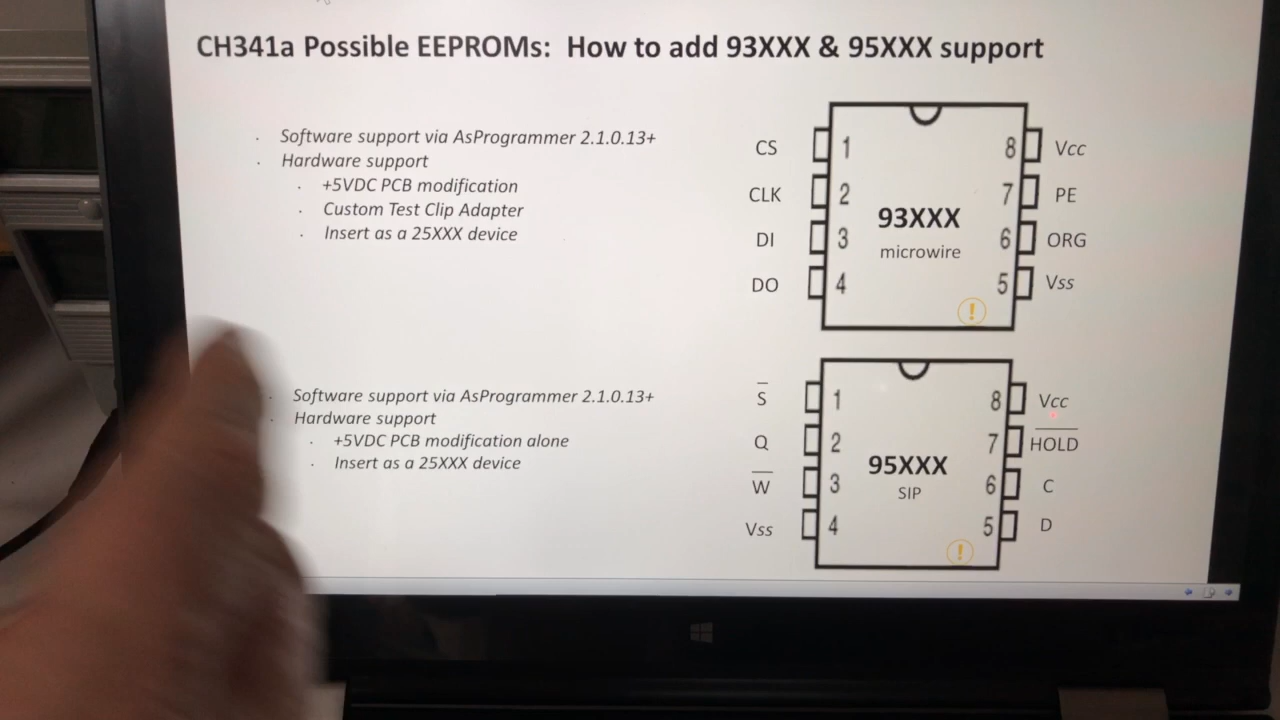 CH341a Possible EEPROMs: How to add 93XXX & 95XXX support
Software support via AsProgrammer 2.1.0.13+
Hardware support
+5VDC PCB modification
Custom Test Clip Adapter
Insert as a 25XXX device
CS 1 8 Vcc
CLK 2 7 PE
93XXX
DI 3 6 ORG
microwire
DO 4 5 Vss
!
Software support via AsProgrammer 2.1.0.13+
Hardware support
+5VDC PCB modification alone
Insert as a 25XXX device
S̅ 1 8 Vcc
Q 2 7 H̅O̅L̅D̅
95XXX
W̅ 3 6 C
SIP
Vss 4 5 D
!